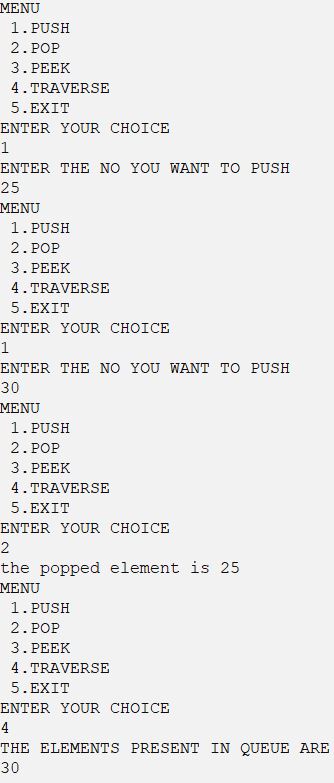 MENU
1.PUSH
2.POP
3.PEEK
4.TRAVERSE
5.EXIT
ENTER YOUR CHOICE
1
ENTER THE NO YOU WANT TO PUSH
25
MENU
1.PUSH
2.POP
3.PEEK
4.TRAVERSE
5.EXIT
ENTER YOUR CHOICE
1
ENTER THE NO YOU WANT TO PUSH
30
MENU
1.PUSH
2.POP
3.PEEK
4.TRAVERSE
5.EXIT
ENTER YOUR CHOICE
2
the popped element is 25
MENU
1.PUSH
2.POP
3.PEEK
4.TRAVERSE
5.EXIT
ENTER YOUR CHOICE
4
THE ELEMENTS PRESENT IN QUEUE ARE
30